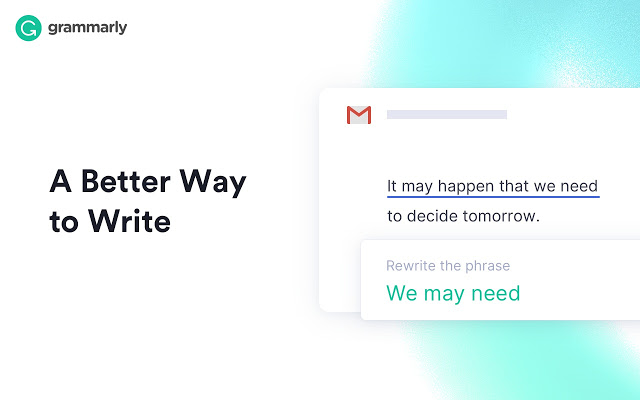 grammarly
A Better Way
to Write
It may happen that we need
to decide tomorrow.
Rewrite the phrase
We may need